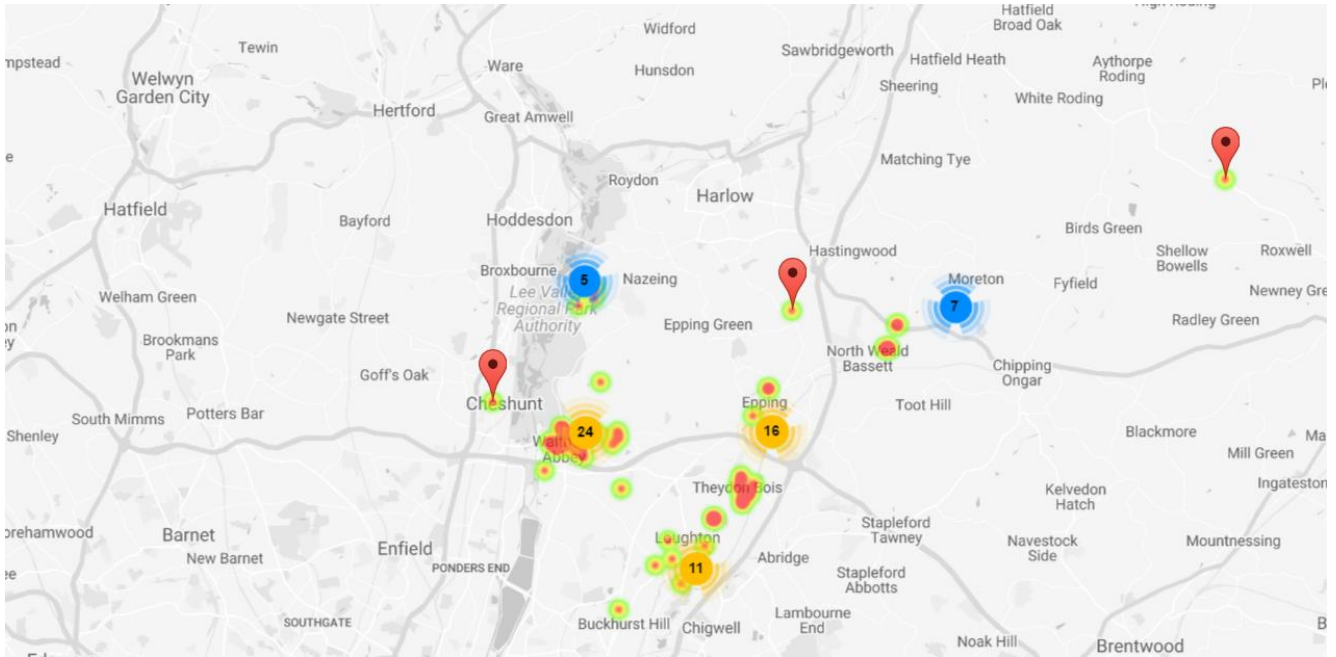 Hatfield
Broad Oak
Widford
Tewin
Sawbridgeworth
Hatfield Heath
Aythorpe
Roding
Ware
Hunsdon
Welwyn
Garden City
Sheering
White Roding
Hertford
Great Amwell
Matching Tye
Roydon
Harlow
Hatfield
Bayford
Hoddesdon
Birds Green
Hastingwood
Shellow
Bowells
Roxwell
Broxbourne
5
Nazeing
Moreton
Fyfield
Welham Green
Lee Valley
Regional Park
Authority
7
Newgate Street
Epping Green
Radley Green
Brookmans
Park
North Weald
Bassett
Goff's Oak
Chipping
Ongar
Cheshunt
Epping
Toot Hill
South Mimms
Potters Bar
24
16
Blackmore
Shenley
Abbey
Mill Green
Theydon Bois
Kelvedon
Hatch
Barnet
New Barnet
Enfield
Loughton
Stapleford
Tawney
Navestock
Side
Mountnessing
PONDERS END
11
Abridge
Stapleford
Abbotts
SOUTHGATE
Buckhurst Hill
Chigwell
Lambourne
End
Noak Hill
Brentwood